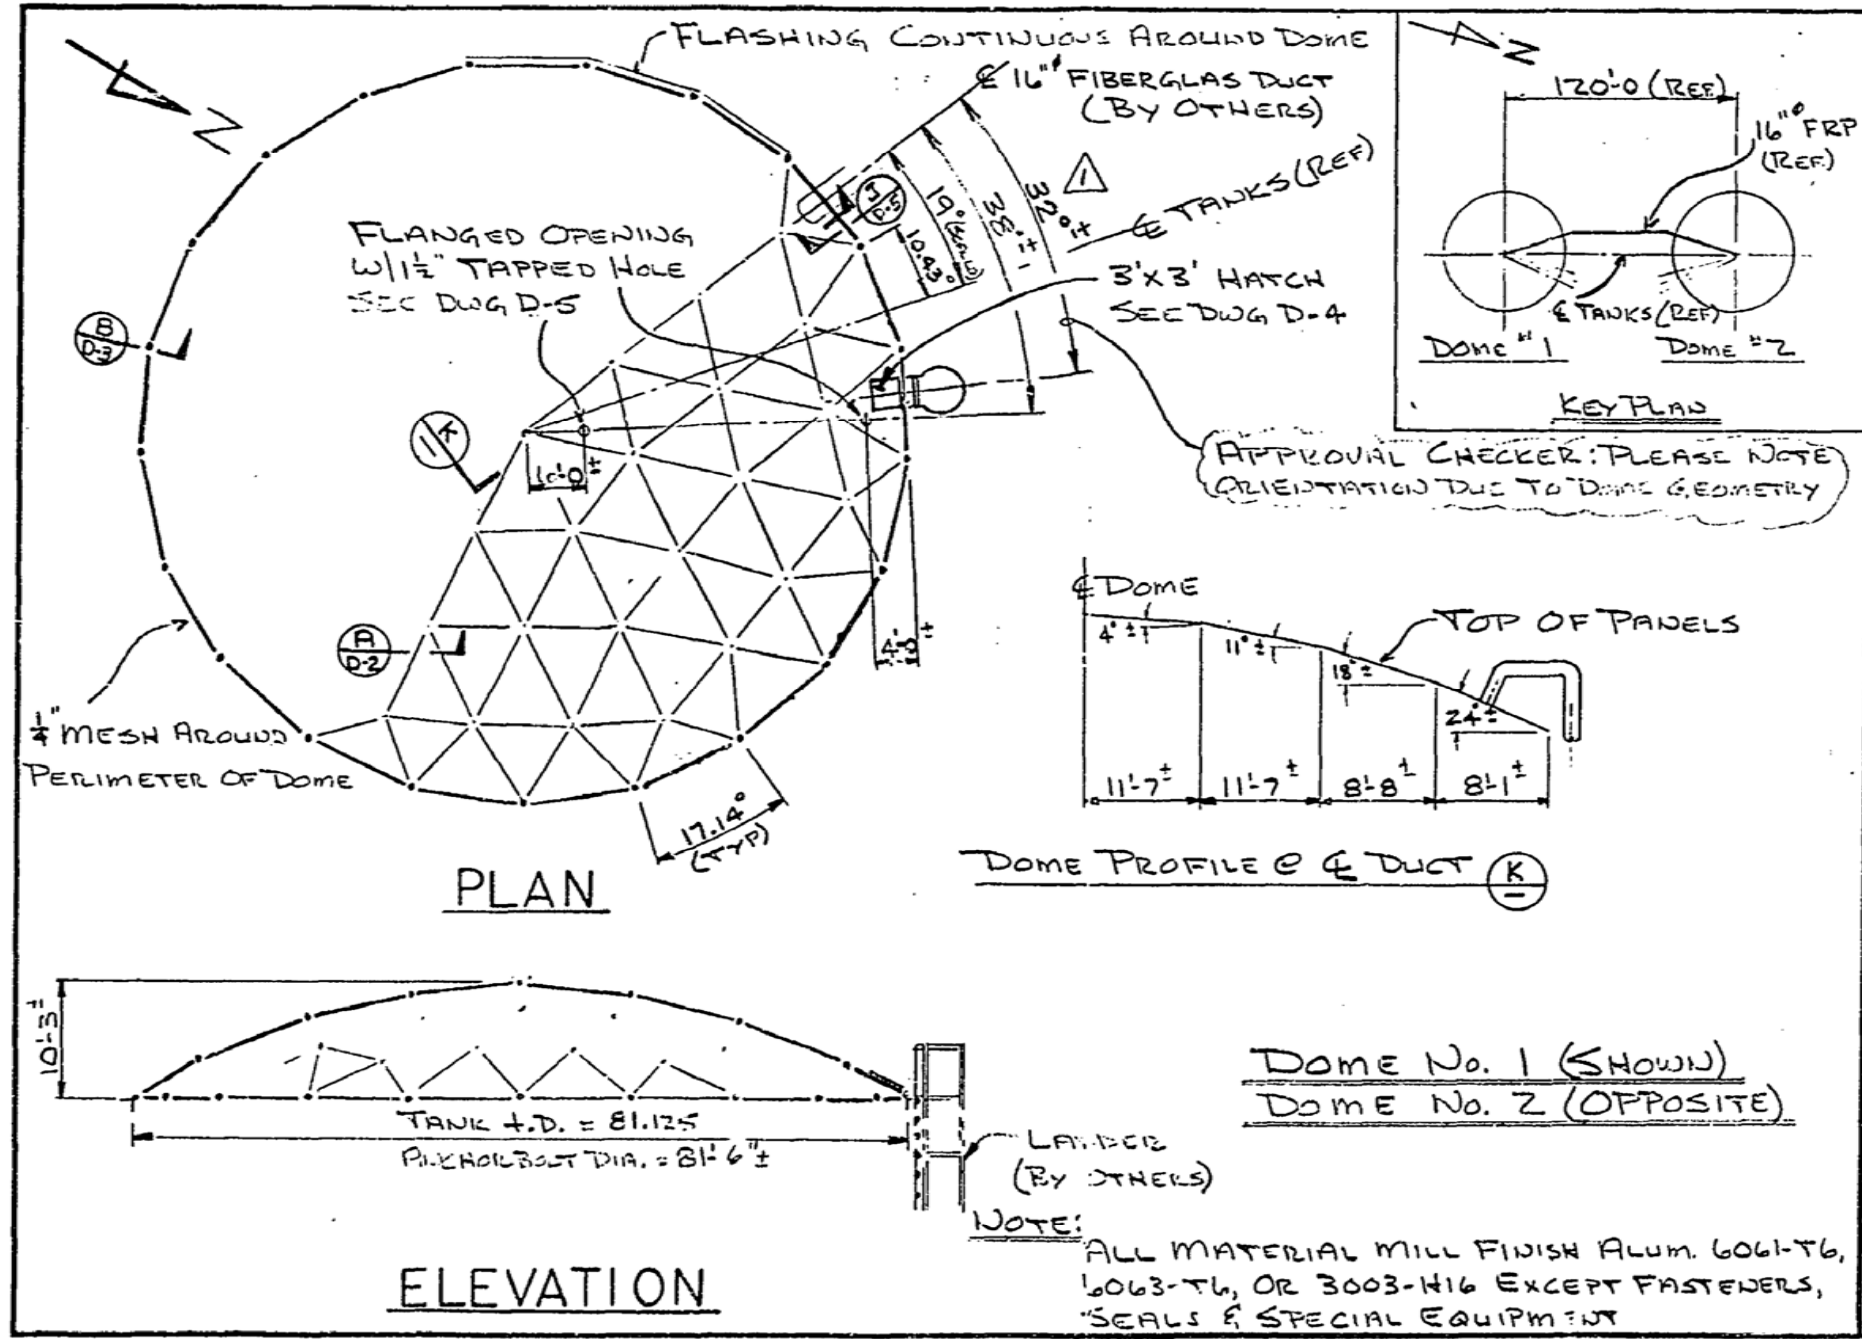 FLASHING CONTINUOUS AROUND DOME
℄ 16"ø FIBERGLAS DUCT
(BY OTHERS)
N
FLANGED OPENING
W/1½" TAPPED HOLE
SEE DWG D-5
J
D-5
19°
10.43°
38°±
32°±
1
℄ TANKS (REF)
3'X3' HATCH
SEE DWG D-4
B
D-3
K
10'-0±
A
D-2
¼" MESH AROUND
PERIMETER OF DOME
17.14°
(TYP)
PLAN
N
120'-0 (REF)
16"ø FRP
(REF)
℄ TANKS (REF)
DOME #1
DOME #2
KEY PLAN
APPROVAL CHECKER: PLEASE NOTE
ORIENTATION DUE TO DOME GEOMETRY
℄ DOME
4°±
11°±
18°±
24°±
TOP OF PANELS
11'-7±
11'-7±
8'-8±
8'-1±
DOME PROFILE @ ℄ DUCT
K
10'-3±
TANK I.D. = 81.125
ANCHORBOLT DIA. = 81'-6"±
LADDER
(BY OTHERS)
ELEVATION
DOME No. 1 (SHOWN)
DOME No. 2 (OPPOSITE)
NOTE:
ALL MATERIAL MILL FINISH ALUM. 6061-T6,
6063-T6, OR 3003-H16 EXCEPT FASTENERS,
SEALS & SPECIAL EQUIPMENT